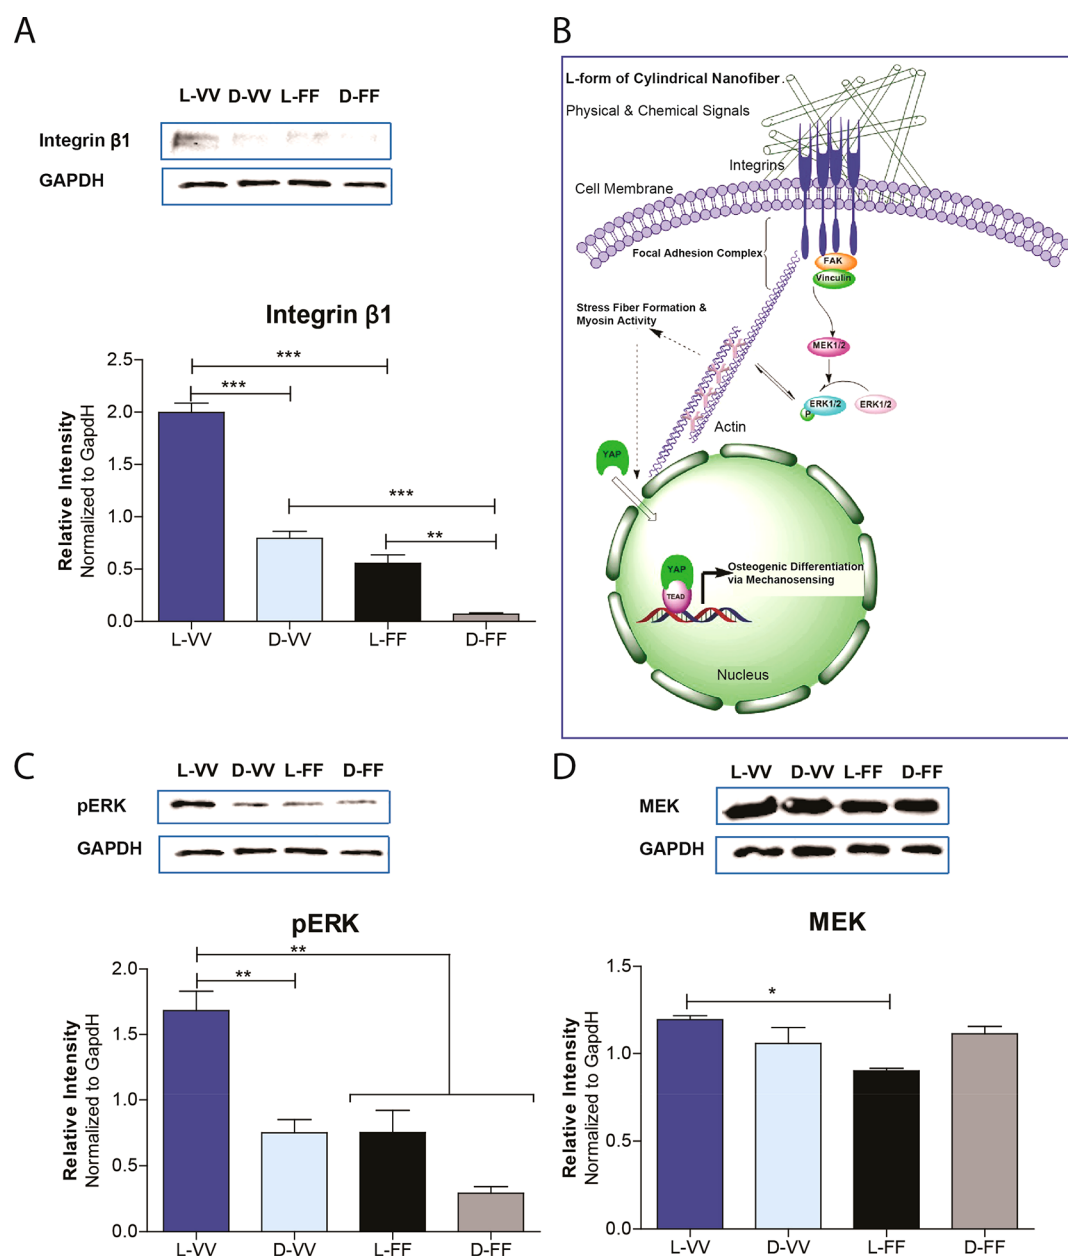 A
L-VV D-VV L-FF D-FF
Integrin β1
GAPDH
Integrin β1
Relative Intensity
Normalized to GapdH
2.5
2.0
1.5
1.0
0.5
0.0
***
***
***
**
L-VV D-VV L-FF D-FF
B
L-form of Cylindrical Nanofiber
Physical & Chemical Signals
Integrins
Cell Membrane
Focal Adhesion Complex
FAK
Vinculin
Stress Fiber Formation &
Myosin Activity
MEK1/2
ERK1/2
P
ERK1/2
Actin
YAP
YAP
TEAD
Osteogenic Differentiation
via Mechanosensing
Nucleus
C
L-VV D-VV L-FF D-FF
pERK
GAPDH
pERK
Relative Intensity
Normalized to GapdH
2.0
1.5
1.0
0.5
0.0
**
**
L-VV D-VV L-FF D-FF
D
L-VV D-VV L-FF D-FF
MEK
GAPDH
MEK
Relative Intensity
Normalized to GapdH
1.5
1.0
0.5
0.0
*
L-VV D-VV L-FF D-FF